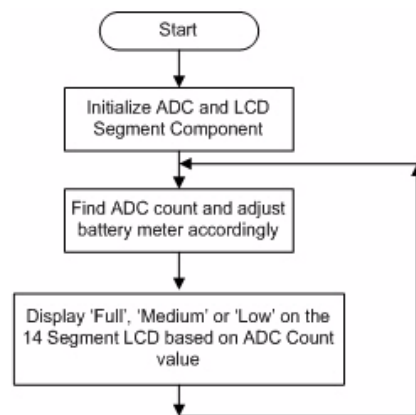 Start
Initialize ADC and LCD
Segment Component
Find ADC count and adjust
battery meter accordingly
Display 'Full', 'Medium' or 'Low' on the
14 Segment LCD based on ADC Count
value